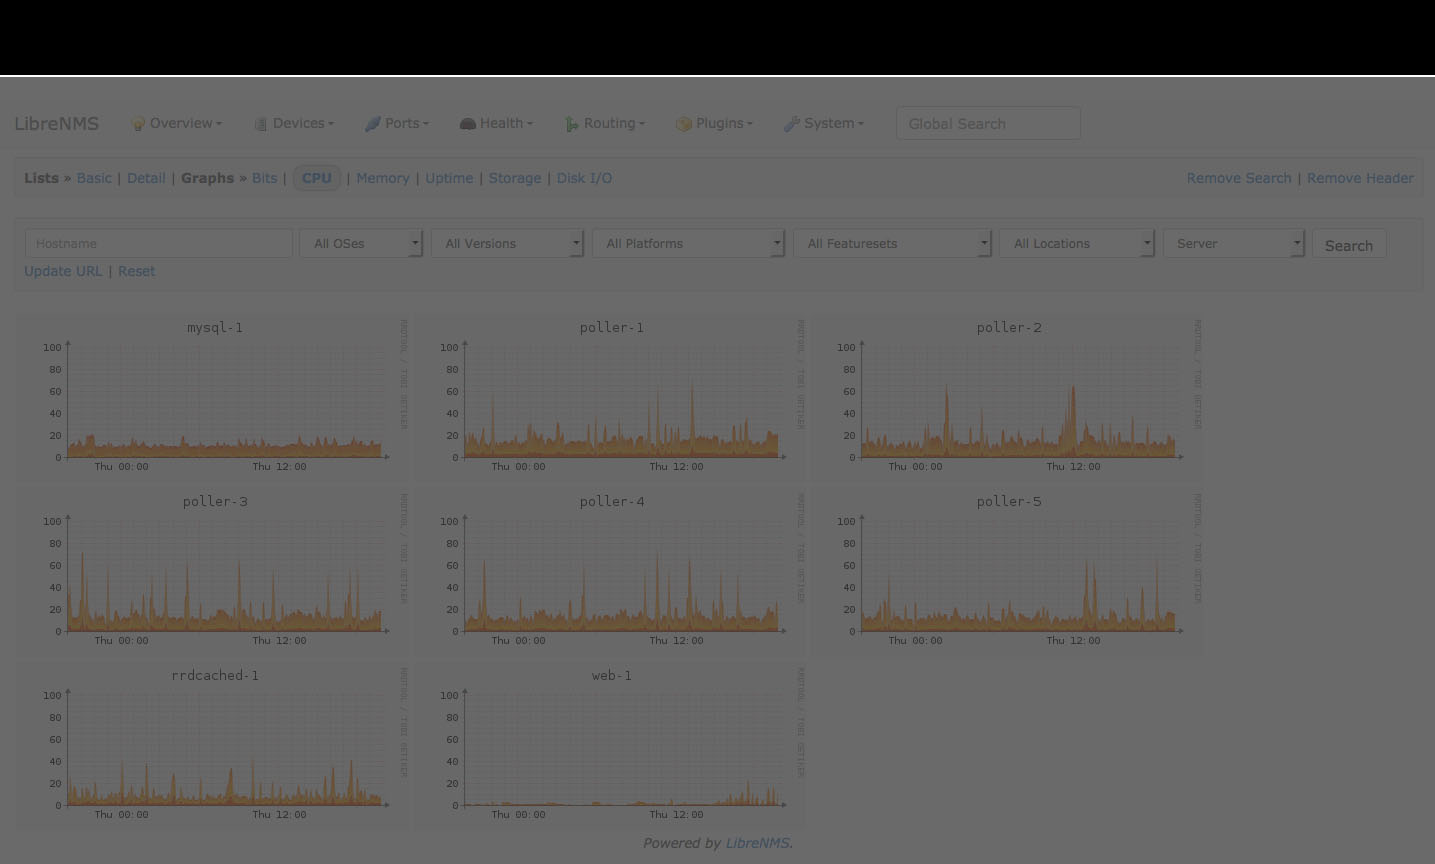 LibreNMS Overview Devices Ports Health Routing Plugins System Global Search
Lists » Basic | Detail | Graphs » Bits | CPU | Memory | Uptime | Storage | Disk I/O Remove Search | Remove Header
Hostname All OSes All Versions All Platforms All Featuresets All Locations Server Search
Update URL | Reset
mysql-1
100
80
60
40
20
0
Thu 00:00 Thu 12:00
RRDTOOL / TOBI OETIKER
poller-1
100
80
60
40
20
0
Thu 00:00 Thu 12:00
RRDTOOL / TOBI OETIKER
poller-2
100
80
60
40
20
0
Thu 00:00 Thu 12:00
RRDTOOL / TOBI OETIKER
poller-3
100
80
60
40
20
0
Thu 00:00 Thu 12:00
RRDTOOL / TOBI OETIKER
poller-4
100
80
60
40
20
0
Thu 00:00 Thu 12:00
RRDTOOL / TOBI OETIKER
poller-5
100
80
60
40
20
0
Thu 00:00 Thu 12:00
RRDTOOL / TOBI OETIKER
rrdcached-1
100
80
60
40
20
0
Thu 00:00 Thu 12:00
RRDTOOL / TOBI OETIKER
web-1
100
80
60
40
20
0
Thu 00:00 Thu 12:00
RRDTOOL / TOBI OETIKER
Powered by LibreNMS.